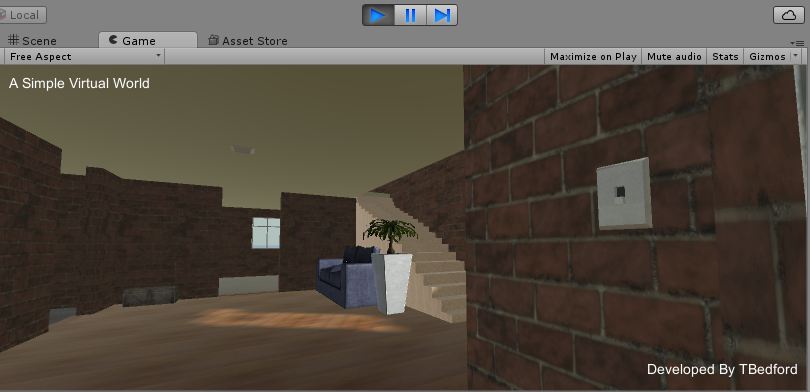 Local
Scene
Game
Asset Store
Free Aspect
Maximize on Play
Mute audio
Stats
Gizmos
A Simple Virtual World
Developed By TBedford